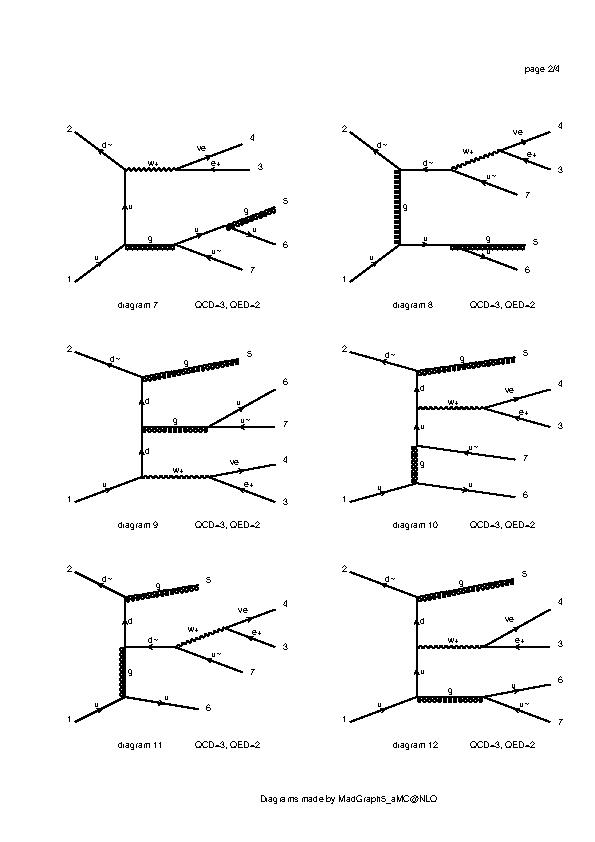 page 2/4
2
d~
w+
ve
4
e+
3
u
g
5
u
u
6
g
u~
7
u
1
diagram 7 QCD=3, QED=2
2
d~
ve
4
w+
e+
3
d~
u~
7
g
u
g
5
u
6
u
1
diagram 8 QCD=3, QED=2
2
d~
g
5
d
u
6
g
u~
7
d
w+
ve
4
e+
3
u
1
diagram 9 QCD=3, QED=2
2
d~
g
5
d
w+
ve
4
e+
3
u
u~
7
g
u
6
u
1
diagram 10 QCD=3, QED=2
2
d~
g
5
d
ve
4
w+
e+
3
d~
u~
7
g
u
6
u
1
diagram 11 QCD=3, QED=2
2
d~
g
5
d
ve
4
w+
e+
3
u
u
6
g
u~
7
u
1
diagram 12 QCD=3, QED=2
Diagrams made by MadGraph5_aMC@NLO